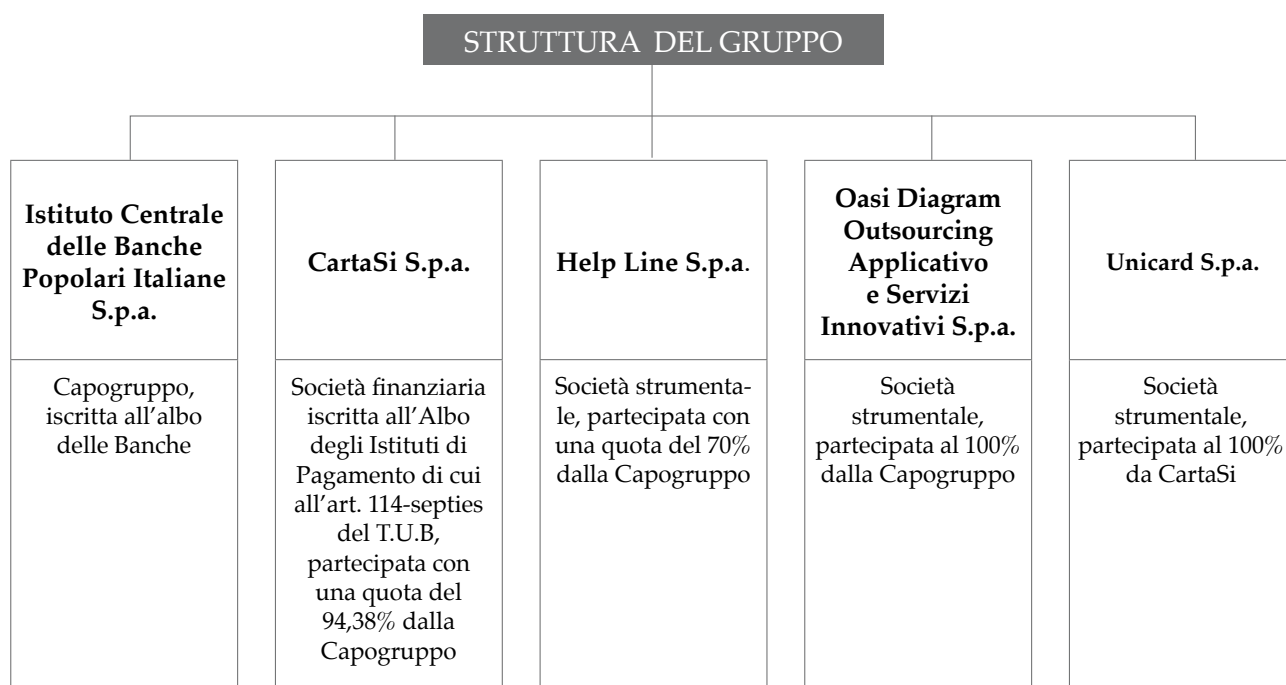 STRUTTURA DEL GRUPPO
Istituto Centrale
delle Banche
Popolari Italiane
S.p.a.
Capogruppo,
iscritta all’albo
delle Banche
CartaSi S.p.a.
Società finanziaria
iscritta all’Albo
degli Istituti di
Pagamento di cui
all’art. 114-septies
del T.U.B,
partecipata con
una quota del
94,38% dalla
Capogruppo
Help Line S.p.a.
Società strumenta-
le, partecipata con
una quota del 70%
dalla Capogruppo
Oasi Diagram
Outsourcing
Applicativo
e Servizi
Innovativi S.p.a.
Società
strumentale,
partecipata al 100%
dalla Capogruppo
Unicard S.p.a.
Società
strumentale,
partecipata al 100%
da CartaSi